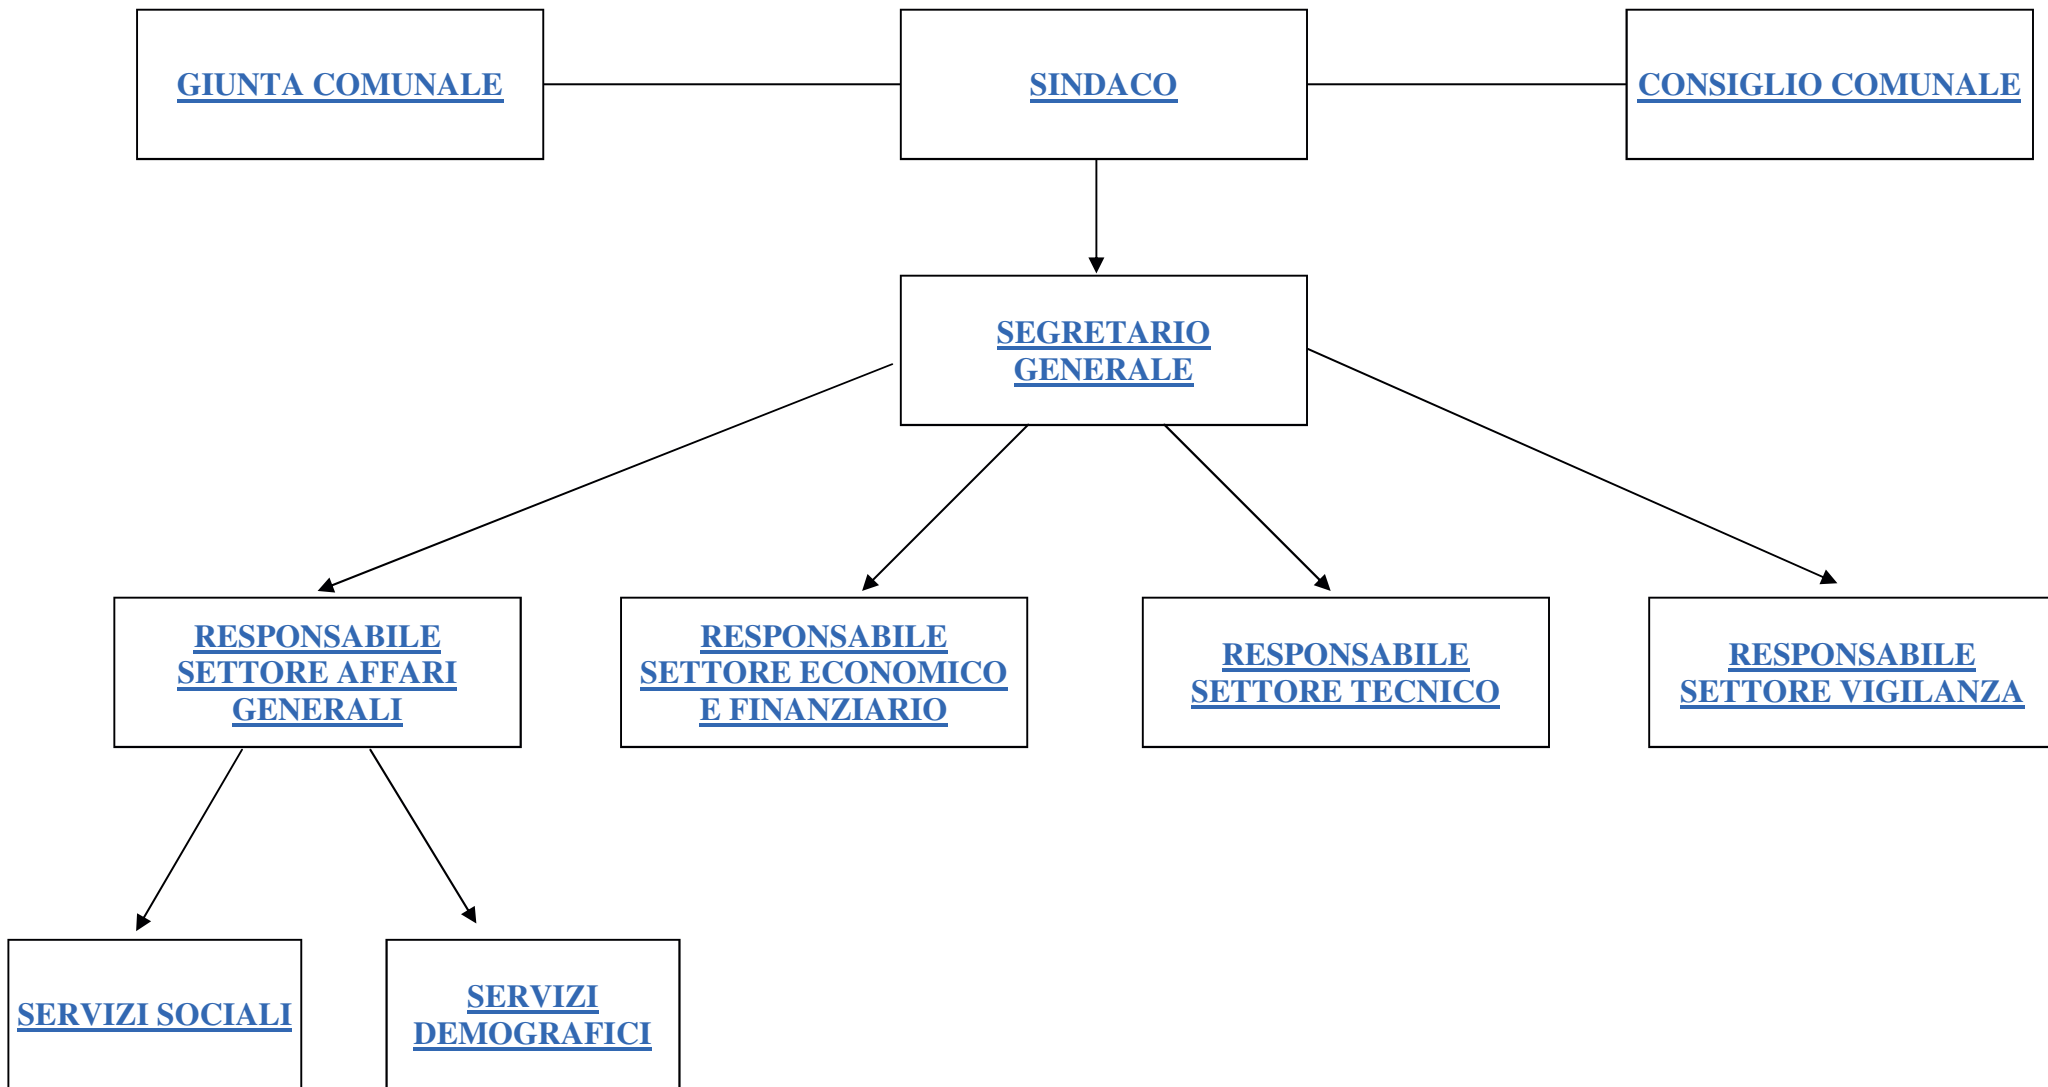 GIUNTA COMUNALE
SINDACO
CONSIGLIO COMUNALE
SEGRETARIO
GENERALE
RESPONSABILE
SETTORE AFFARI
GENERALI
RESPONSABILE
SETTORE ECONOMICO
E FINANZIARIO
RESPONSABILE
SETTORE TECNICO
RESPONSABILE
SETTORE VIGILANZA
SERVIZI SOCIALI
SERVIZI
DEMOGRAFICI